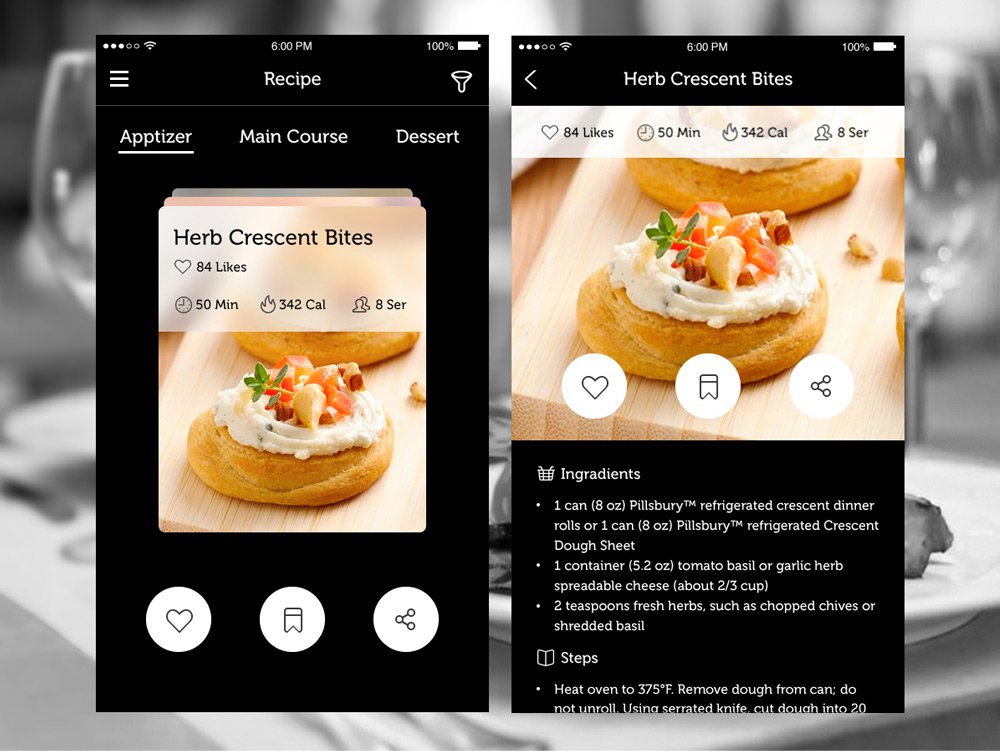 6:00 PM
100%
Recipe
Apptizer
Main Course
Dessert
Herb Crescent Bites
84 Likes
50 Min
342 Cal
8 Ser
6:00 PM
100%
Herb Crescent Bites
84 Likes
50 Min
342 Cal
8 Ser
Ingradients
• 1 can (8 oz) Pillsbury™ refrigerated crescent dinner
rolls or 1 can (8 oz) Pillsbury™ refrigerated Crescent
Dough Sheet
• 1 container (5.2 oz) tomato basil or garlic herb
spreadable cheese (about 2/3 cup)
• 2 teaspoons fresh herbs, such as chopped chives or
shredded basil
Steps
• Heat oven to 375°F. Remove dough from can; do
not unroll. Using serrated knife, cut dough into 20